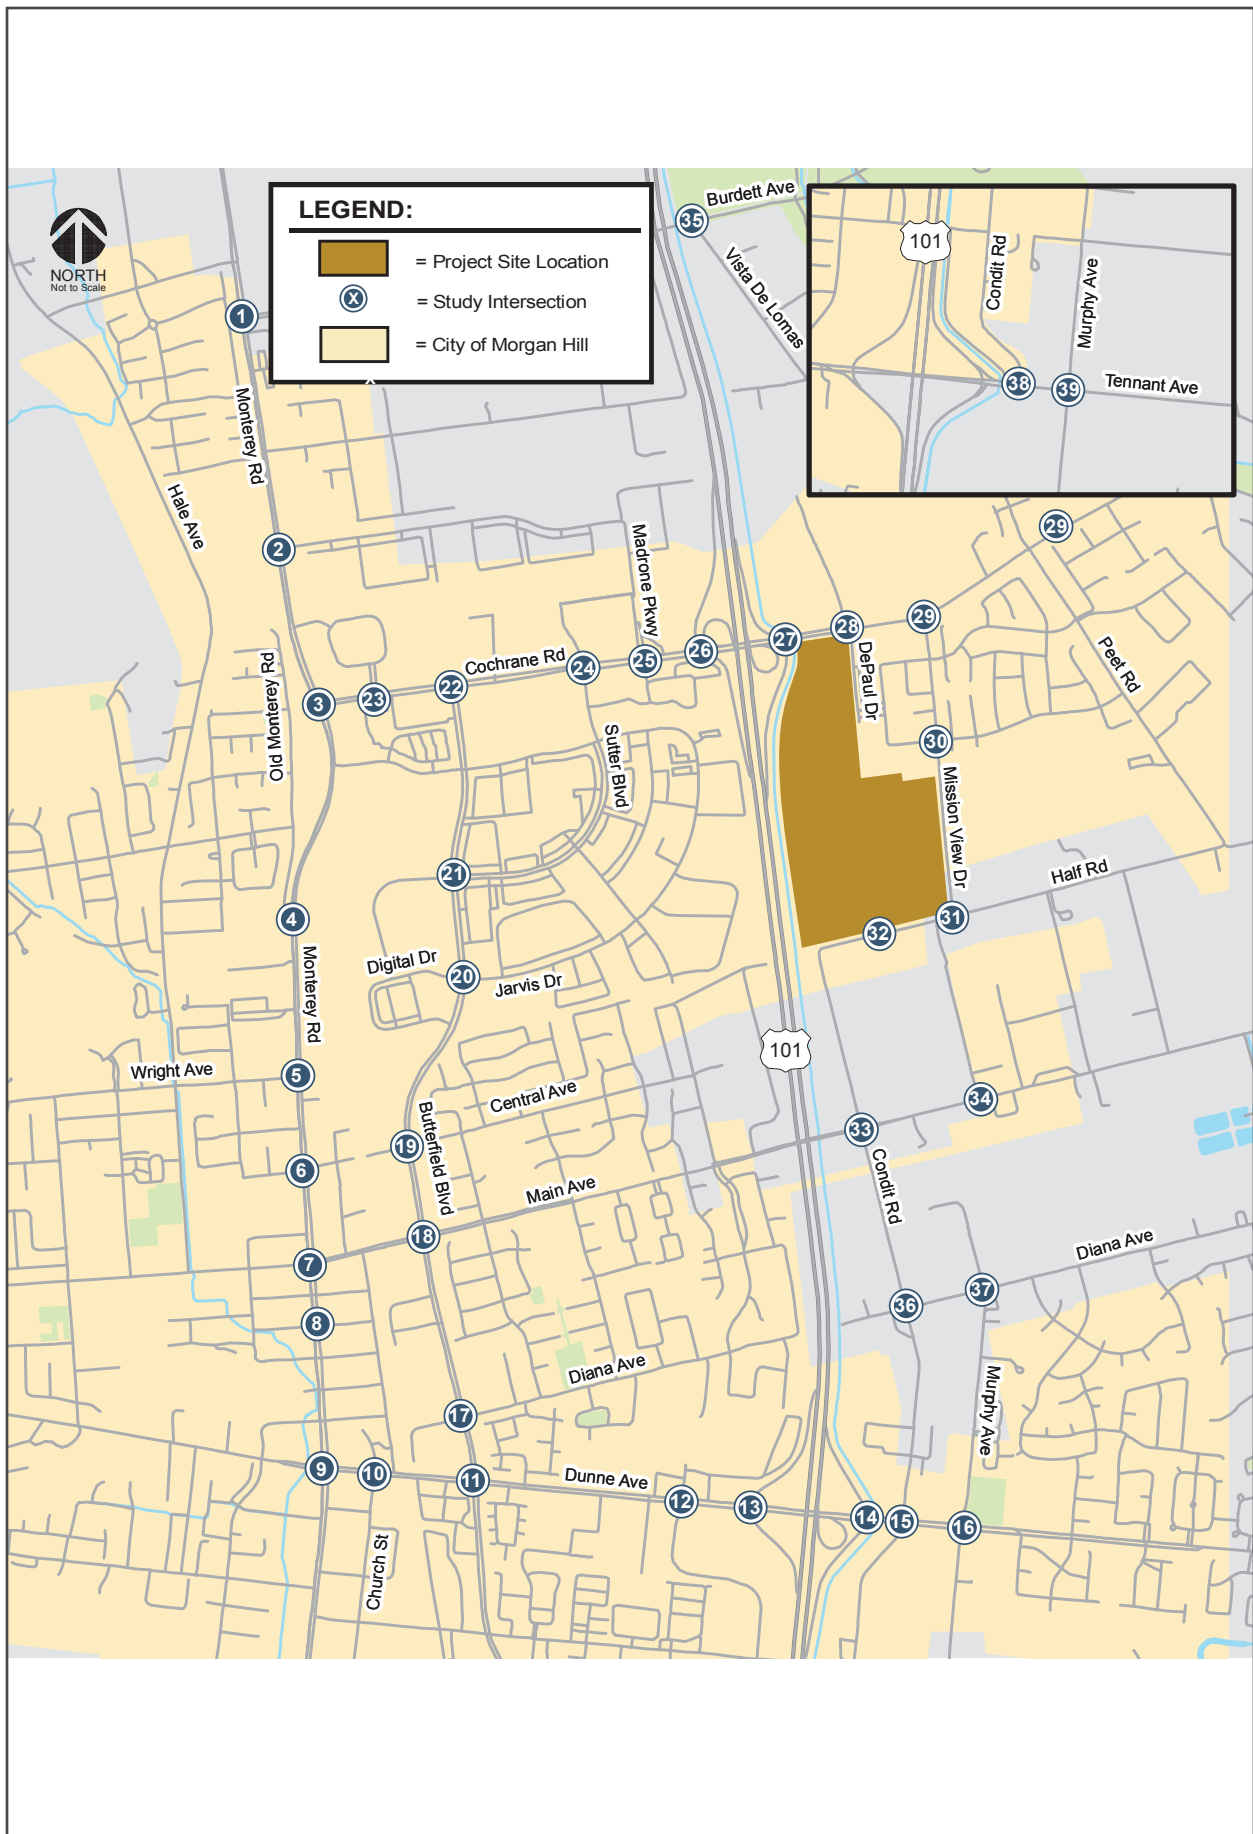 LEGEND:
= Project Site Location
X
= Study Intersection
= City of Morgan Hill
NORTH
Not to Scale
35
Burdett Ave
Vista De Lomas
101
Condit Rd
Murphy Ave
38
39
Tennant Ave
1
Monterey Rd
Hale Ave
2
Madrone Pkwy
29
Peet Rd
Old Monterey Rd
3
23
22
Cochrane Rd
24
25
26
27
28
29
DePaul Dr
30
Mission View Dr
Sutter Blvd
21
Half Rd
4
31
32
Monterey Rd
Digital Dr
20
Jarvis Dr
101
Wright Ave
5
Central Ave
34
Butterfield Blvd
19
33
6
Main Ave
Condit Rd
18
7
Diana Ave
37
36
8
Diana Ave
Murphy Ave
17
9
10
11
Dunne Ave
12
13
14
15
16
Church St